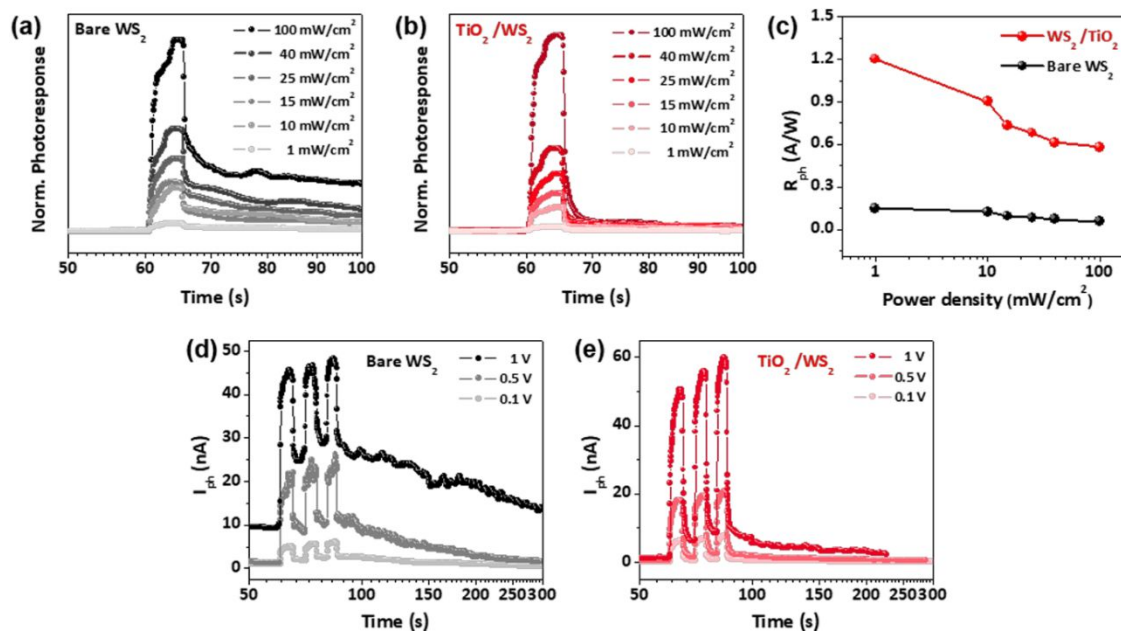 (a)
Bare WS₂
100 mW/cm²
40 mW/cm²
25 mW/cm²
15 mW/cm²
10 mW/cm²
1 mW/cm²
Norm. Photoresponse
50 60 70 80 90 100
Time (s)
(b)
TiO₂ /WS₂
100 mW/cm²
40 mW/cm²
25 mW/cm²
15 mW/cm²
10 mW/cm²
1 mW/cm²
Norm. Photoresponse
50 60 70 80 90 100
Time (s)
(c)
WS₂/TiO₂
Bare WS₂
R_ph (A/W)
1.5
1.2
0.9
0.6
0.3
0.0
1 10 100
Power density (mW/cm²)
(d)
Bare WS₂
1 V
0.5 V
0.1 V
I_ph (nA)
50
40
30
20
10
0
50 100 150 200 250 300
Time (s)
(e)
TiO₂ /WS₂
1 V
0.5 V
0.1 V
I_ph (nA)
60
40
20
0
50 100 150 200 250 300
Time (s)